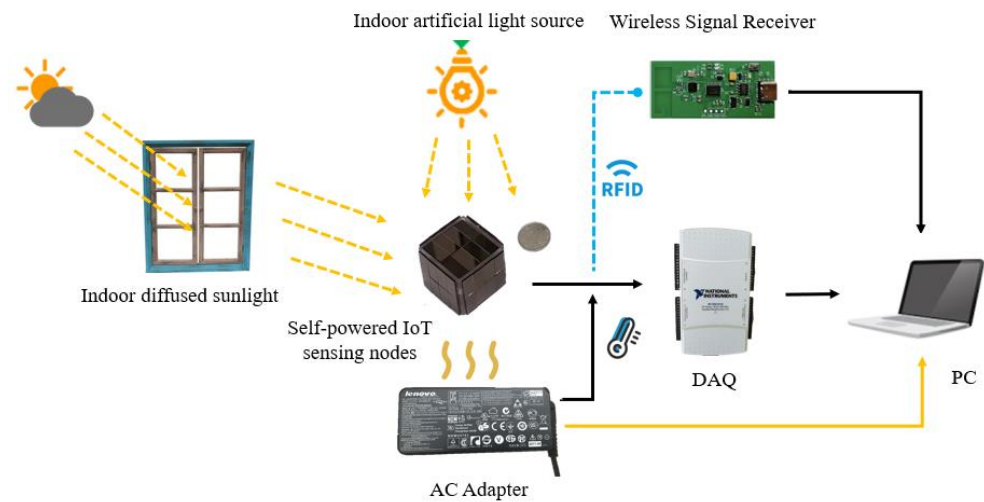 Indoor artificial light source
Wireless Signal Receiver
RFID
Indoor diffused sunlight
NATIONAL
INSTRUMENTS
Self-powered IoT
sensing nodes
DAQ
PC
lenovo
AC Adapter